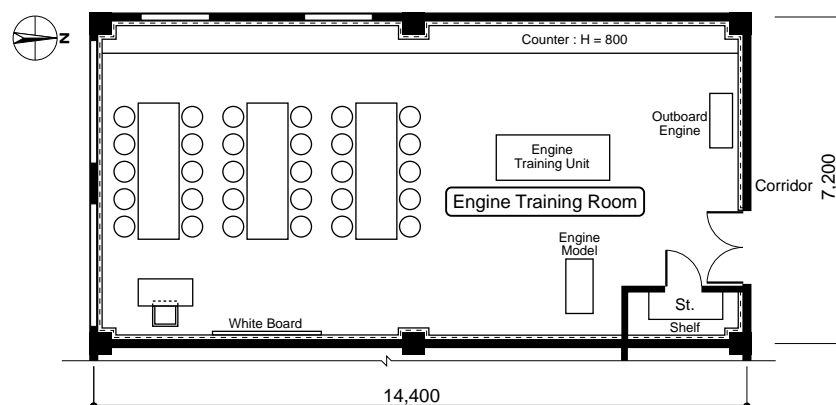 N
Counter : H = 800
Outboard
Engine
Engine
Training Unit
Corridor
7,200
Engine Training Room
Engine
Model
St.
White Board
Shelf
14,400